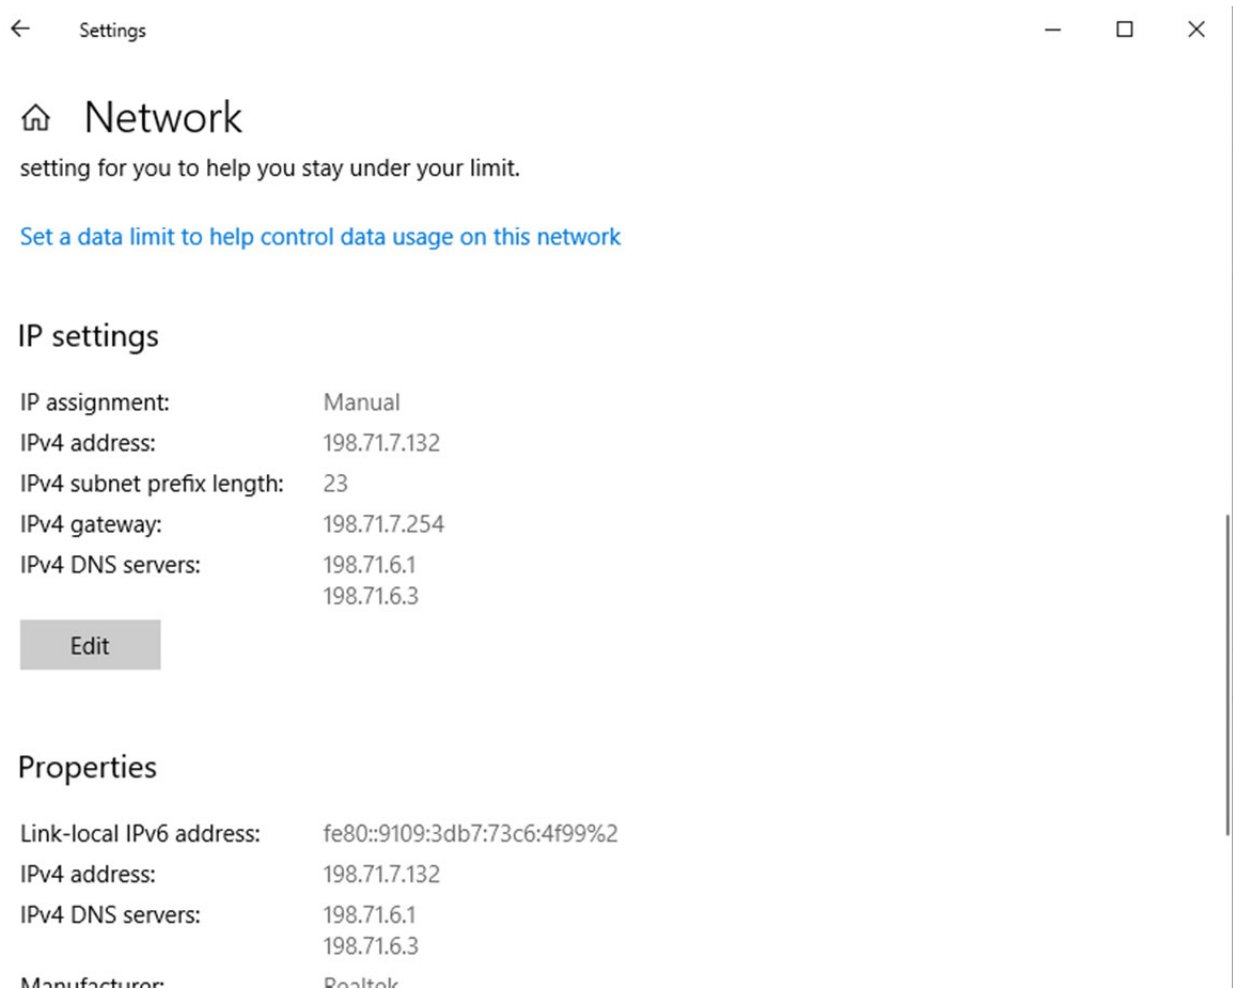 Settings
Network
setting for you to help you stay under your limit.
Set a data limit to help control data usage on this network
IP settings
IP assignment: Manual
IPv4 address: 198.71.7.132
IPv4 subnet prefix length: 23
IPv4 gateway: 198.71.7.254
IPv4 DNS servers: 198.71.6.1
198.71.6.3
Edit
Properties
Link-local IPv6 address: fe80::9109:3db7:73c6:4f99%2
IPv4 address: 198.71.7.132
IPv4 DNS servers: 198.71.6.1
198.71.6.3
Manufacturer: Realtek